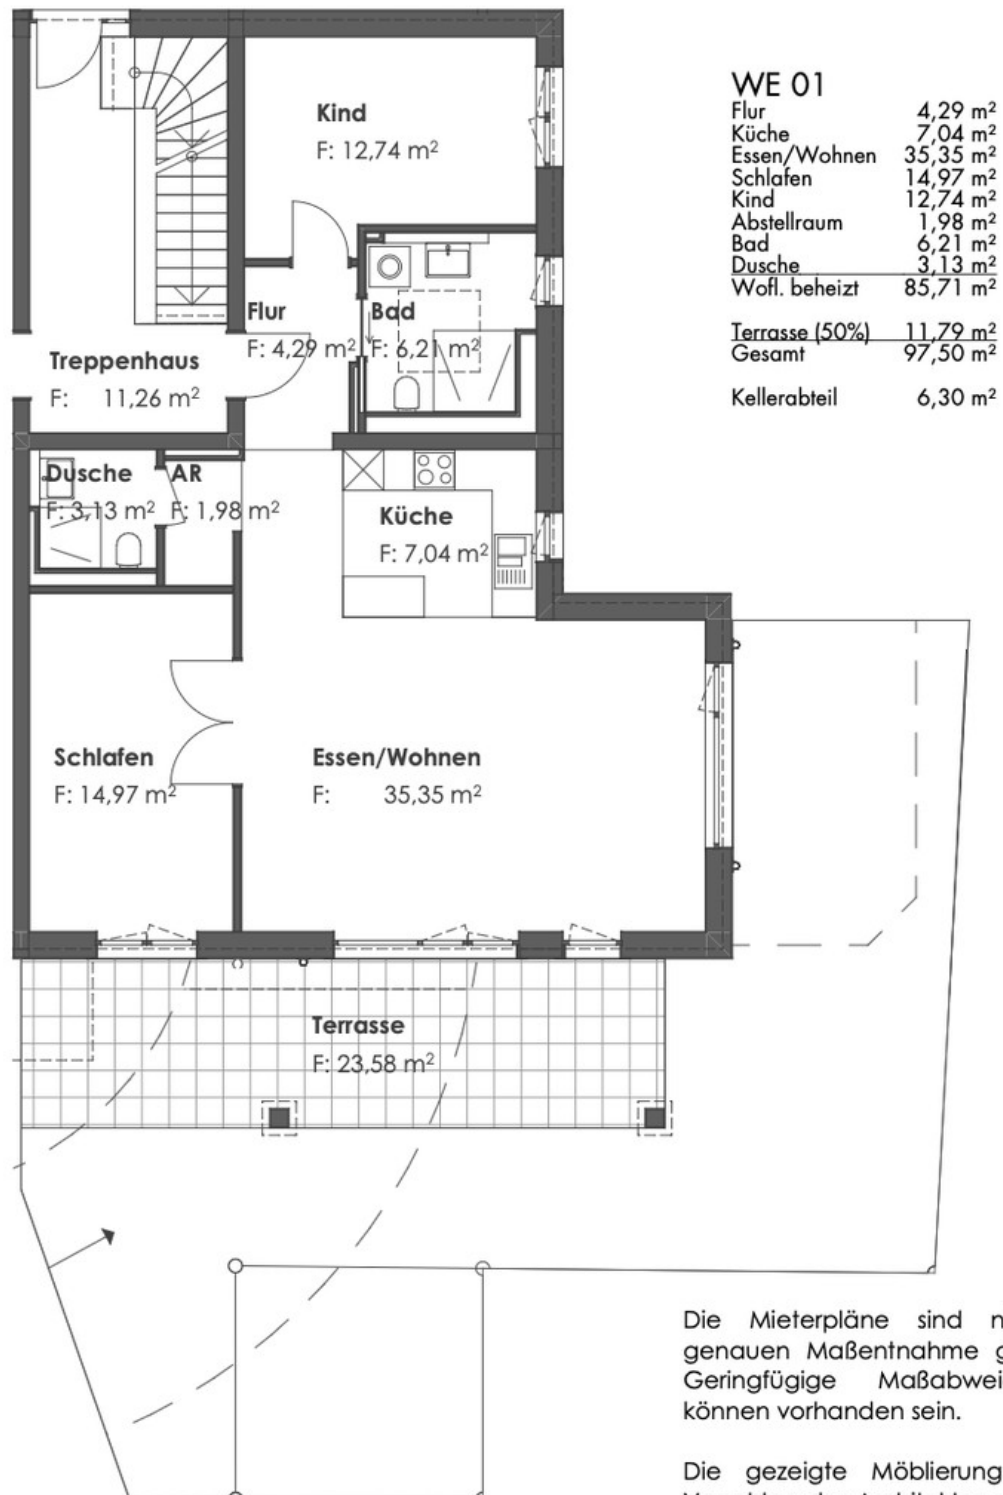 WE 01
Flur 4,29 m²
Küche 7,04 m²
Essen/Wohnen 35,35 m²
Schlafen 14,97 m²
Kind 12,74 m²
Abstellraum 1,98 m²
Bad 6,21 m²
Dusche 3,13 m²
Wofl. beheizt 85,71 m²
Terrasse (50%) 11,79 m²
Gesamt 97,50 m²
Kellerabteil 6,30 m²
Kind
F: 12,74 m²
Flur
F: 4,29 m²
Bad
F: 6,21 m²
Treppenhaus
F: 11,26 m²
Dusche
F: 3,13 m²
AR
F: 1,98 m²
Küche
F: 7,04 m²
Schlafen
F: 14,97 m²
Essen/Wohnen
F: 35,35 m²
Terrasse
F: 23,58 m²
Die Mieterpläne sind
genauen Maßentnahme
Geringfügige Maßabwei
können vorhanden sein.
Die gezeigte Möblierung